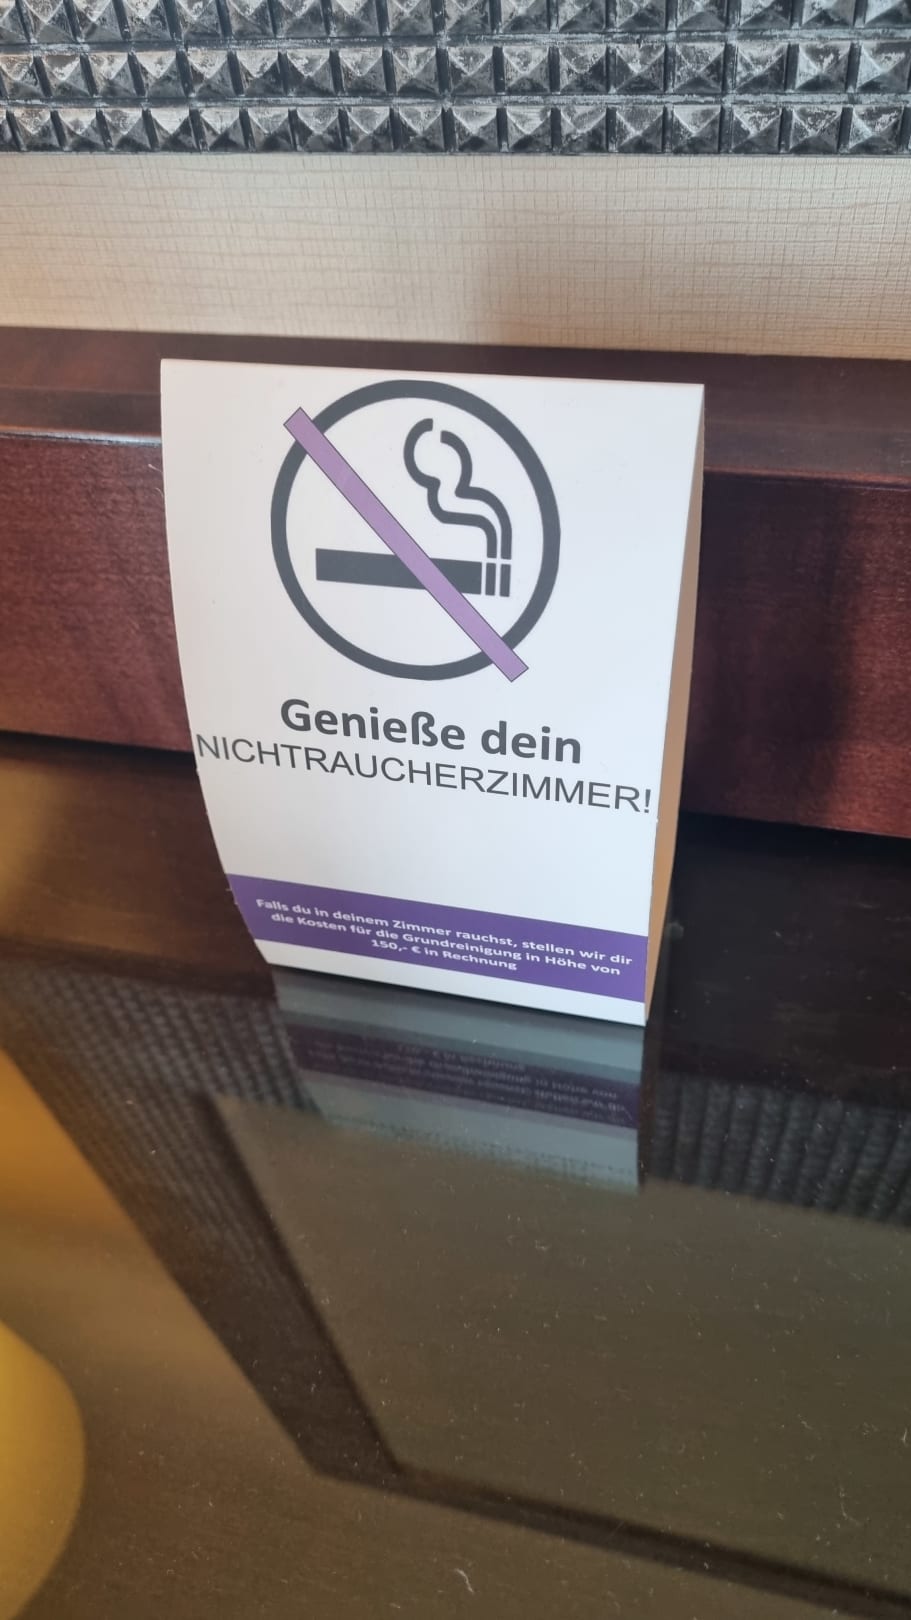 Genieße dein
NICHTRAUCHERZIMMER!
Falls du in deinem Zimmer rauchst, stellen wir dir
die Kosten für die Grundreinigung in Höhe von
150,- € in Rechnung